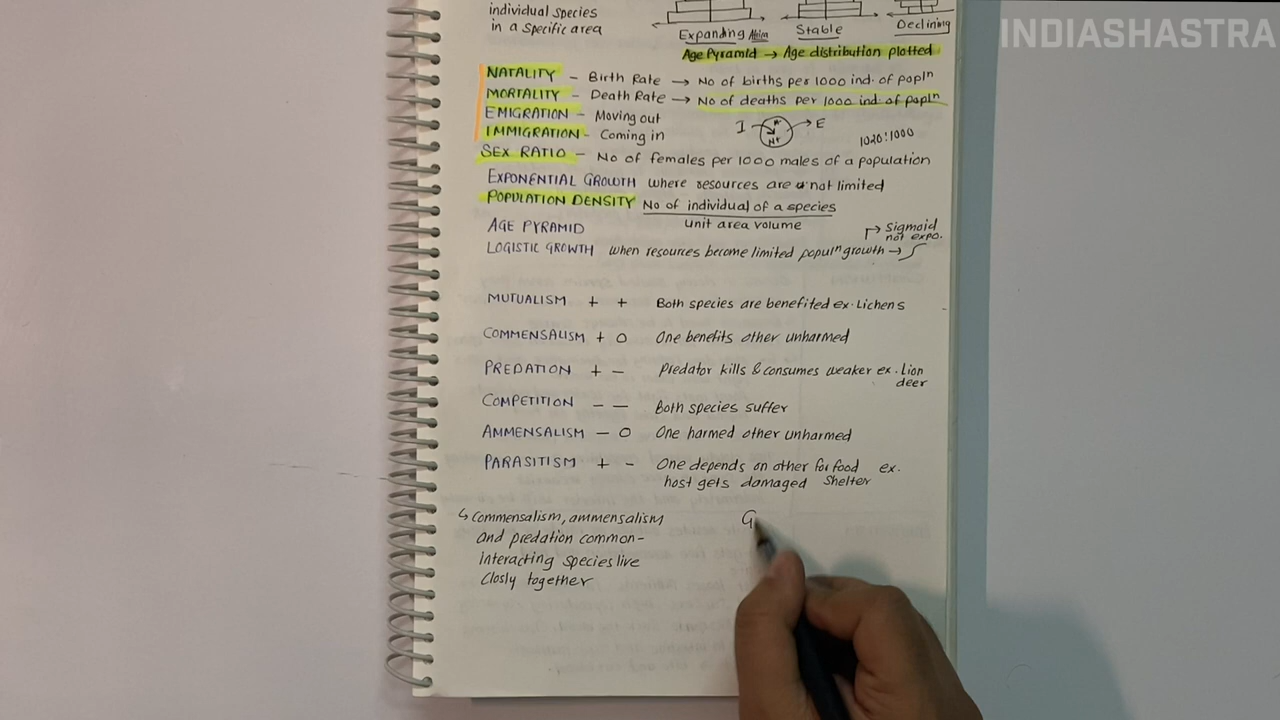 INDIASHASTRA
individual species
in a specific area
Expanding Africa Stable Declining
Age Pyramid → Age distribution plotted
NATALITY – Birth Rate → No of births per 1000 ind. of popln
MORTALITY – Death Rate → No of deaths per 1000 ind. of popln
EMIGRATION – Moving out
IMMIGRATION – Coming in
I E
1020:1000
SEX RATIO – No of females per 1000 males of a population
EXPONENTIAL GROWTH where resources are not limited
POPULATION DENSITY No of individual of a species
unit area volume
AGE PYRAMID
→ Sigmoid
not expo.
LOGISTIC GROWTH when resources become limited populn growth →
MUTUALISM + + Both species are benefited ex. Lichens
COMMENSALISM + 0 One benefits other unharmed
PREDATION + – Predator kills & consumes weaker ex. Lion
deer
COMPETITION – – Both species suffer
AMMENSALISM – 0 One harmed other unharmed
PARASITISM + – One depends on other for food ex.
host gets damaged Shelter
↳ Commensalism, ammensalism
and predation common-
interacting species live
closly together
G